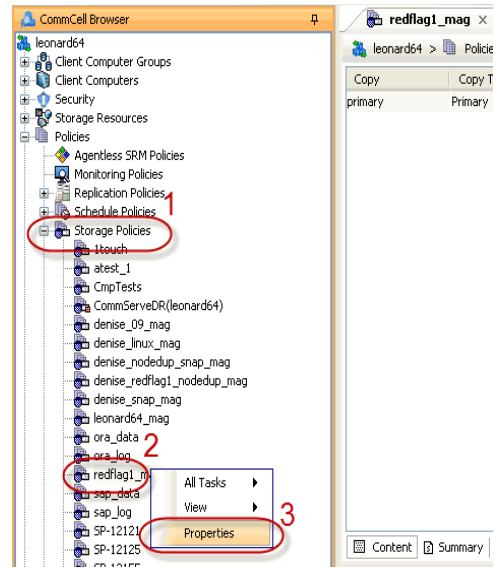 CommCell Browser
leonard64
Client Computer Groups
Client Computers
Security
Storage Resources
Policies
Agentless SRM Policies
Monitoring Policies
Replication Policies
1
Schedule Policies
Storage Policies
1touch
atest_1
CmpTests
CommServeDR(leonard64)
denise_09_mag
denise_linux_mag
denise_nodedup_snap_mag
denise_redflag1_nodedup_mag
denise_snap_mag
leonard64_mag
ora_data
ora_log
2
redflag1_m
sap_data
sap_log
SP-12121
SP-12125
SP-12155
All Tasks
View
3
Properties
redflag1_mag ×
leonard64 > Policie
Copy Copy T
primary Primary
Content Summary